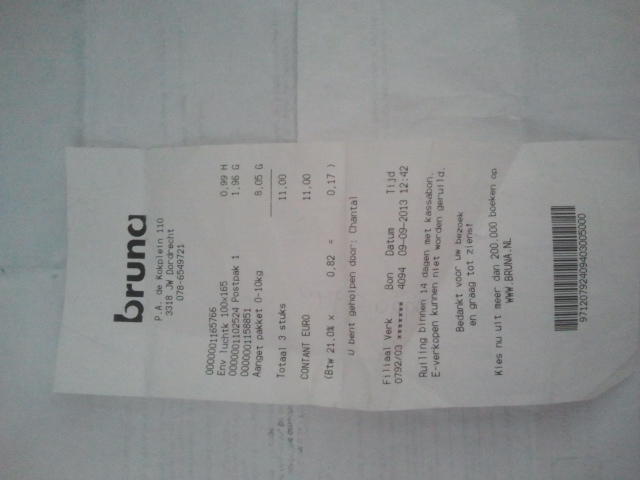 bruna
P.A. de Kokplein 110
3318 JW Dordrecht
078-6549721
0000001165766
Env luchtk 100x165 0,99 H
0000001102524 Postpak 1 1,96 G
0000001158851
Aanget pakket 0-10kg 8,05 G
Totaal 3 stuks 11,00
CONTANT EURO 11,00
(Btw 21.0% x 0.82 = 0,17 )
U bent geholpen door: Chantal
Filiaal Verk Bon Datum Tijd
0792/03 ******* 4094 09-09-2013 12:42
Ruiling binnen 14 dagen met kassabon.
E-verkopen kunnen niet worden geruild.
Bedankt voor uw bezoek
en graag tot ziens!
Kies nu uit meer dan 200.000 boeken op
WWW.BRUNA.NL
9712079240940309​5000